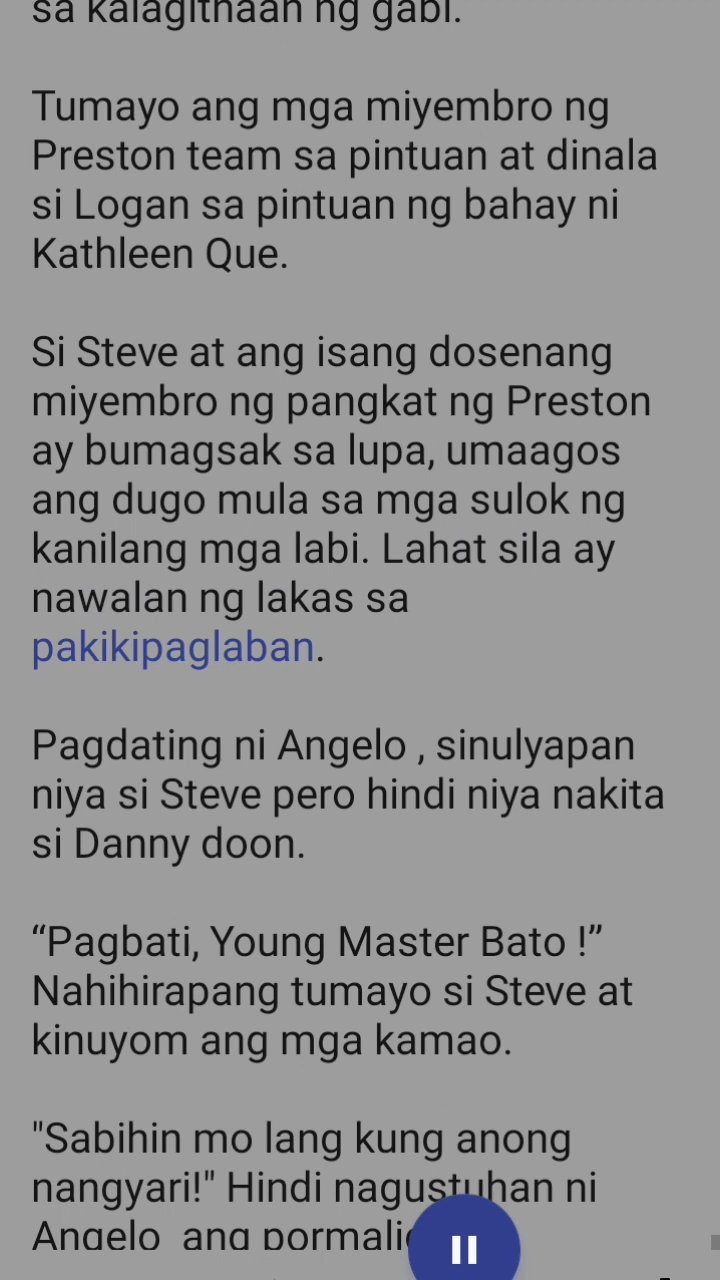 sa kalagitnaan ng gabi.
Tumayo ang mga miyembro ng
Preston team sa pintuan at dinala
si Logan sa pintuan ng bahay ni
Kathleen Que.
Si Steve at ang isang dosenang
miyembro ng pangkat ng Preston
ay bumagsak sa lupa, umaagos
ang dugo mula sa mga sulok ng
kanilang mga labi. Lahat sila ay
nawalan ng lakas sa
pakikipaglaban.
Pagdating ni Angelo , sinulyapan
niya si Steve pero hindi niya nakita
si Danny doon.
“Pagbati, Young Master Bato !”
Nahihirapang tumayo si Steve at
kinuyom ang mga kamao.
"Sabihin mo lang kung anong
nangyari!" Hindi nagustuhan ni
Angelo ang